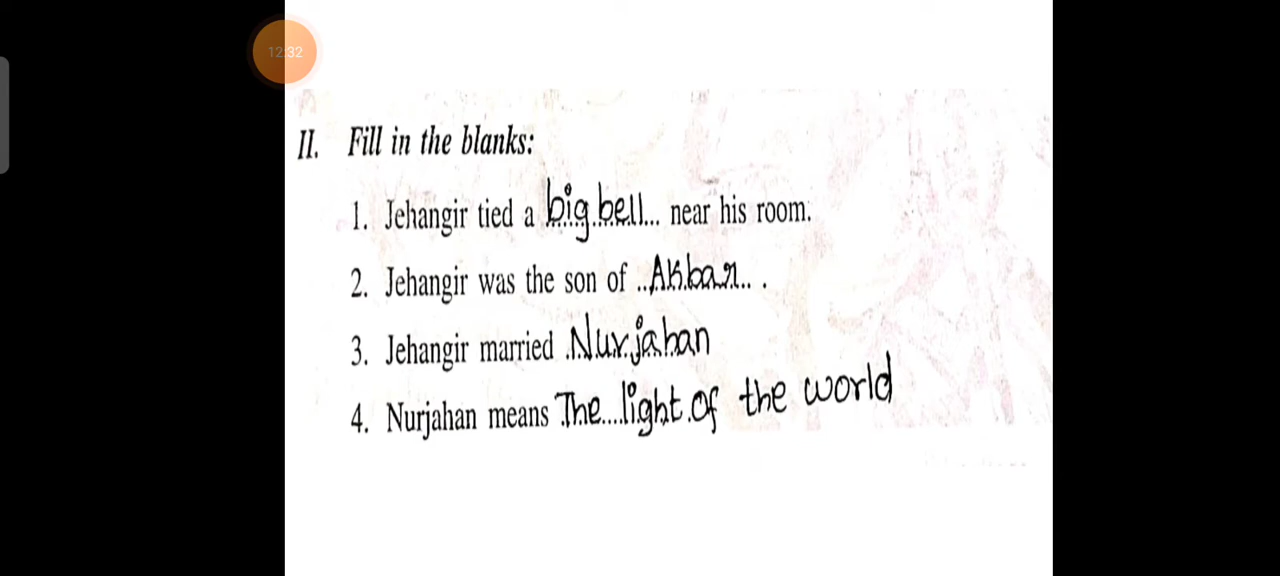 12:32
II. Fill in the blanks:
1. Jehangir tied a big bell... near his room.
2. Jehangir was the son of ..Akbar.. .
3. Jehangir married .Nurjahan
4. Nurjahan means The...light of the world